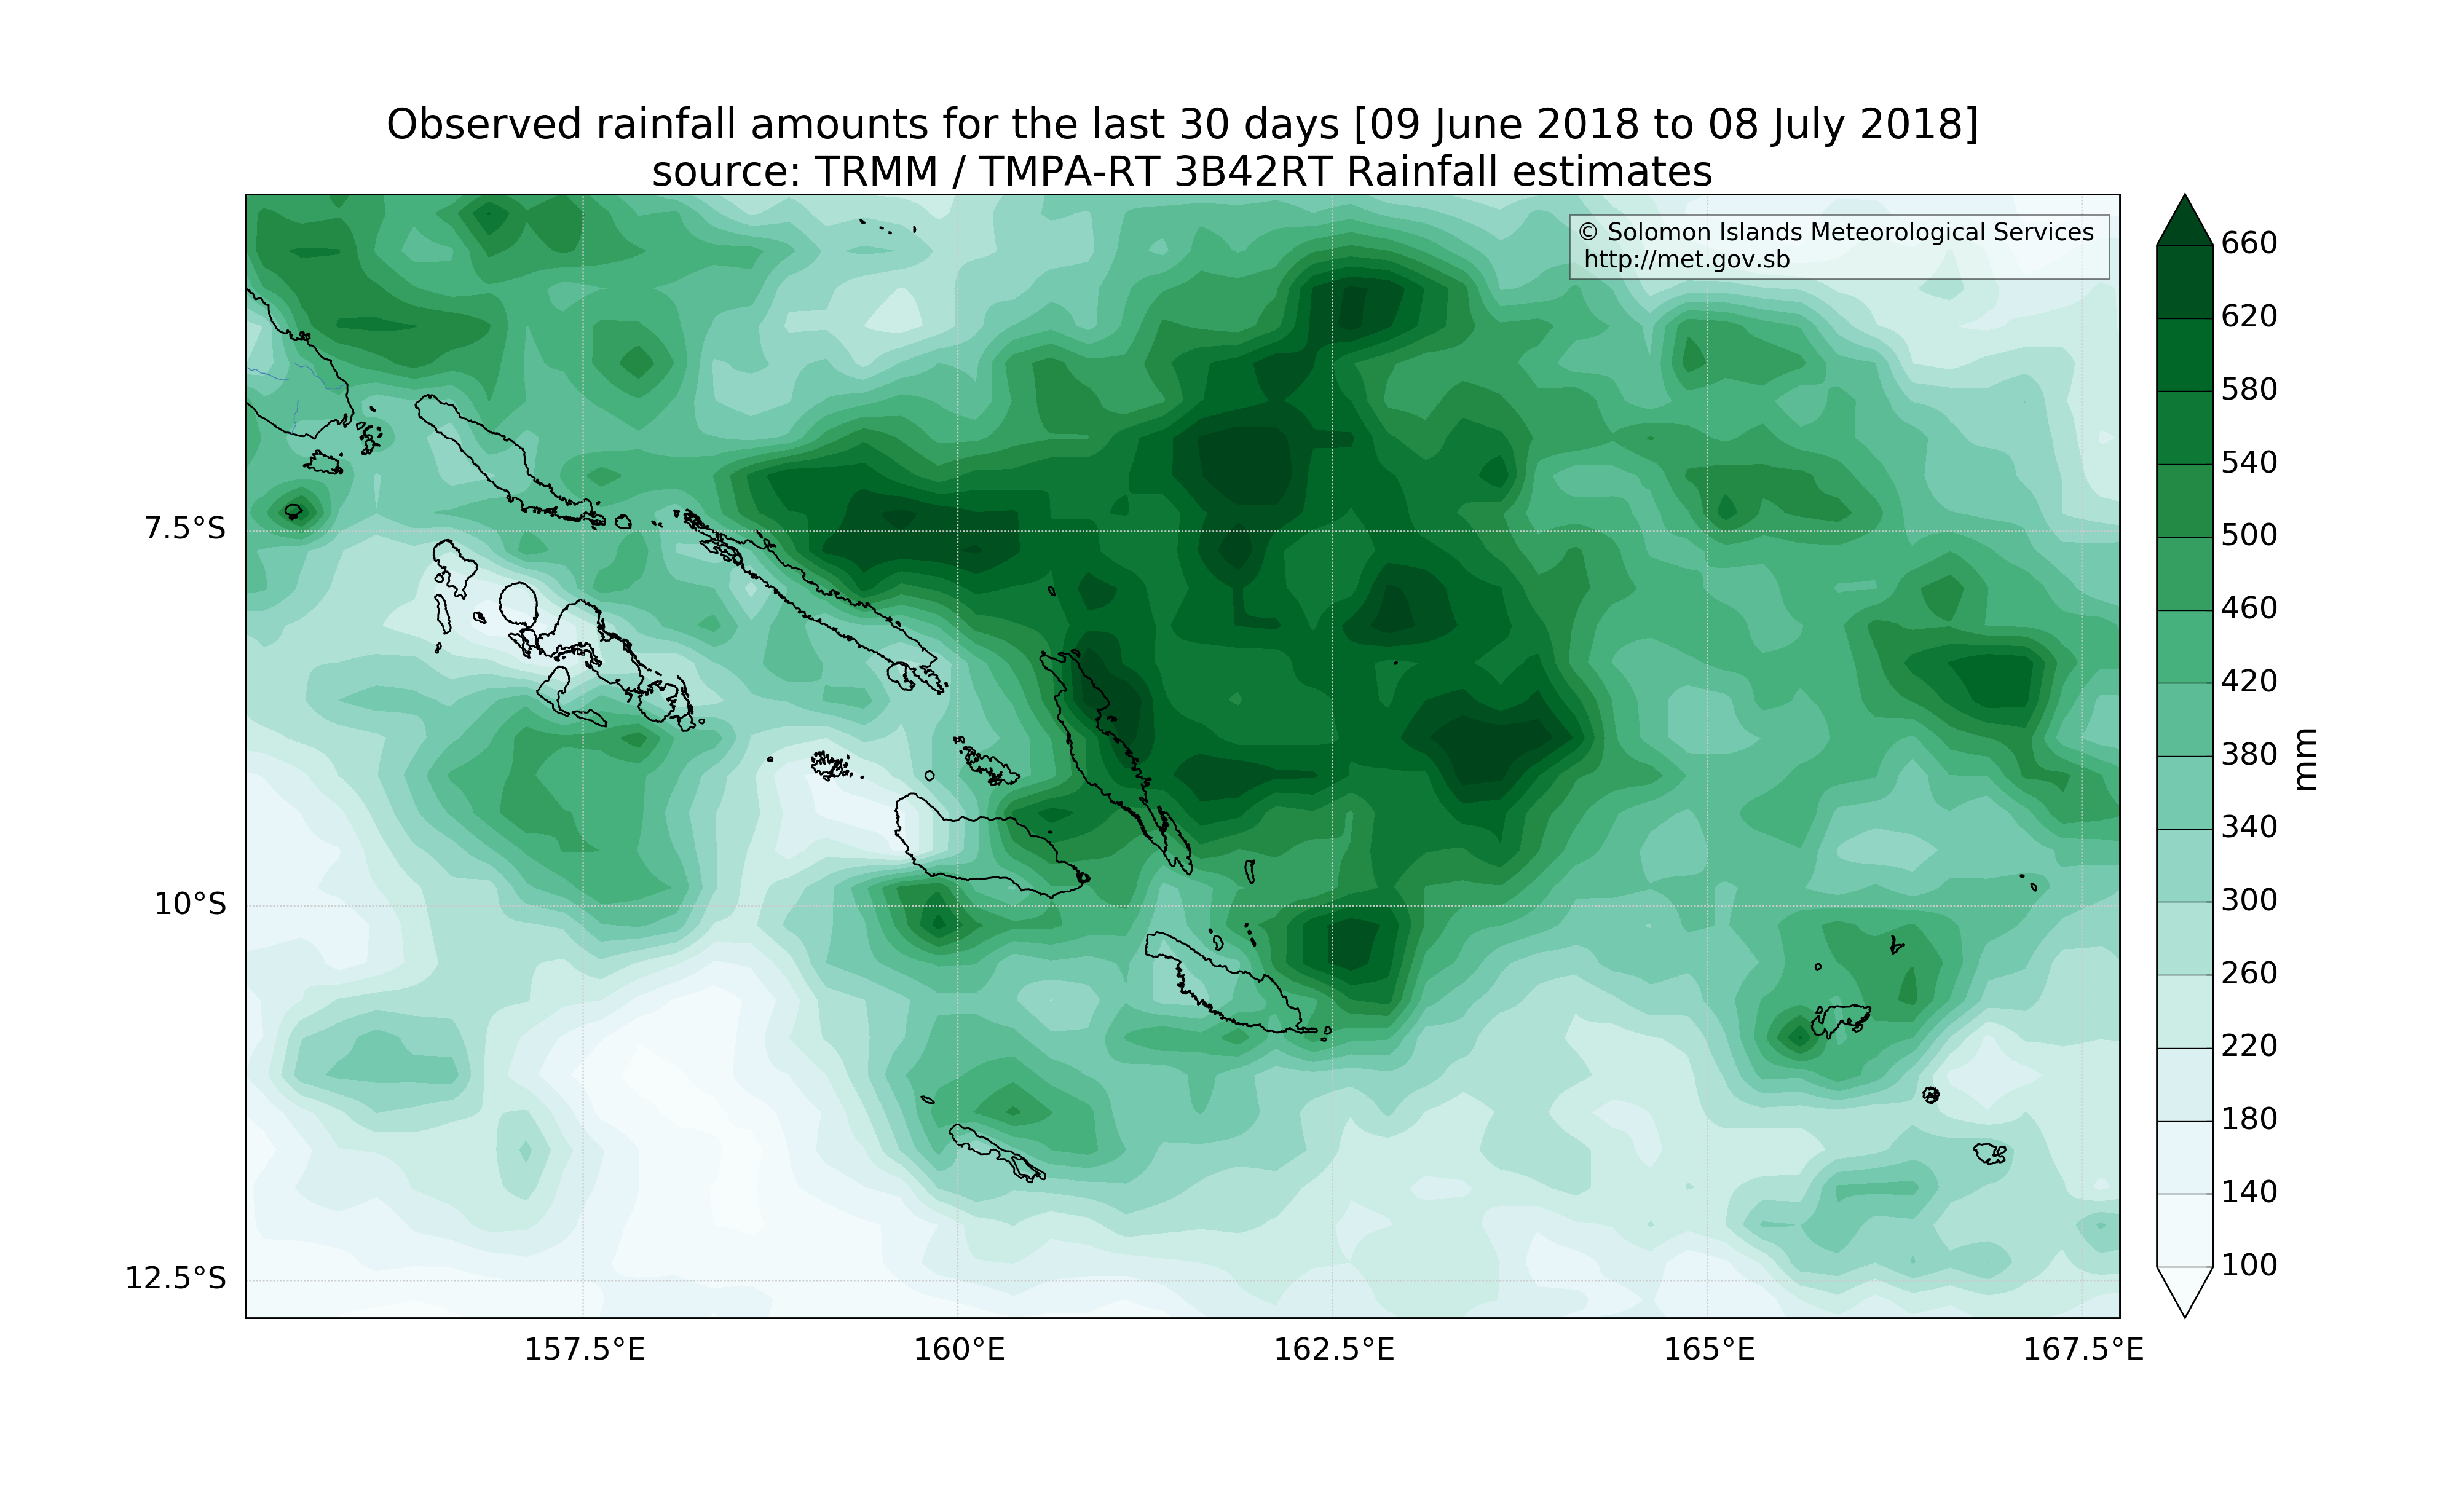 Observed rainfall amounts for the last 30 days [09 June 2018 to 08 July 2018]
source: TRMM / TMPA-RT 3B42RT Rainfall estimates
© Solomon Islands Meteorological Services
http://met.gov.sb
7.5°S
10°S
12.5°S
157.5°E
160°E
162.5°E
165°E
167.5°E
660
620
580
540
500
460
420
380
340
300
260
220
180
140
100
mm